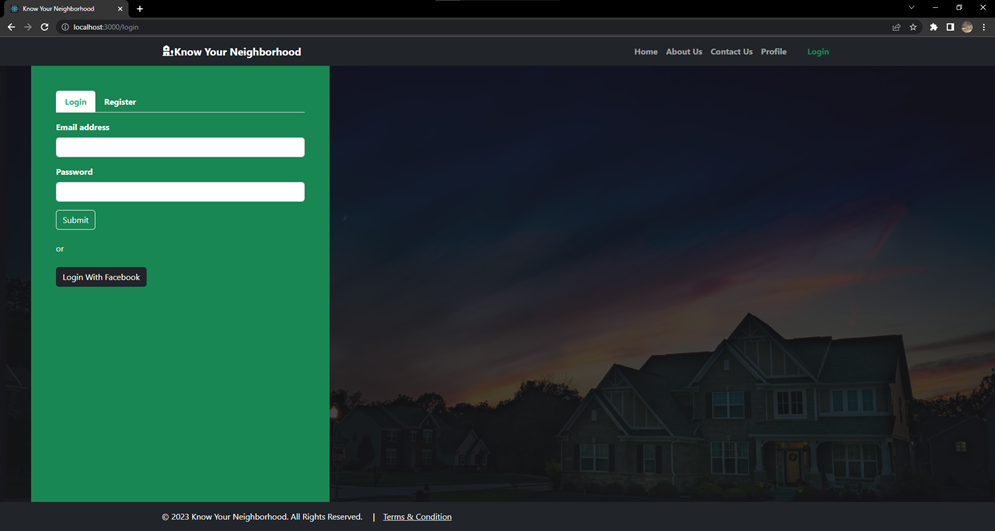 Know Your Neighborhood
localhost:3000/login
Know Your Neighborhood
Home About Us Contact Us Profile Login
Login Register
Email address
Password
Submit
or
Login With Facebook
© 2023 Know Your Neighborhood. All Rights Reserved. | Terms & Condition